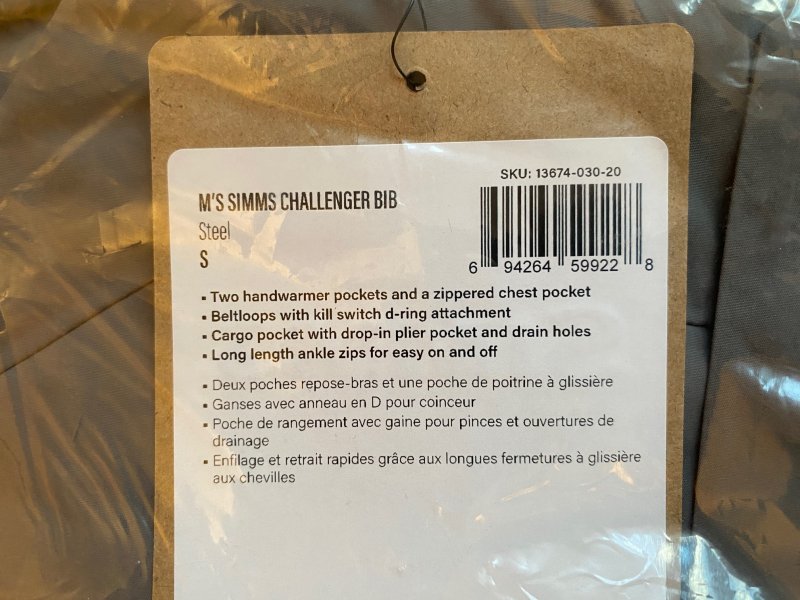 SKU: 13674-030-20
M'S SIMMS CHALLENGER BIB
Steel
S
6 94264 59922 8
▪ Two handwarmer pockets and a zippered chest pocket
▪ Beltloops with kill switch d-ring attachment
▪ Cargo pocket with drop-in plier pocket and drain holes
▪ Long length ankle zips for easy on and off
▪ Deux poches repose-bras et une poche de poitrine à glissière
▪ Ganses avec anneau en D pour coinceur
▪ Poche de rangement avec gaine pour pinces et ouvertures de
drainage
▪ Enfilage et retrait rapides grâce aux longues fermetures à glissière
aux chevilles